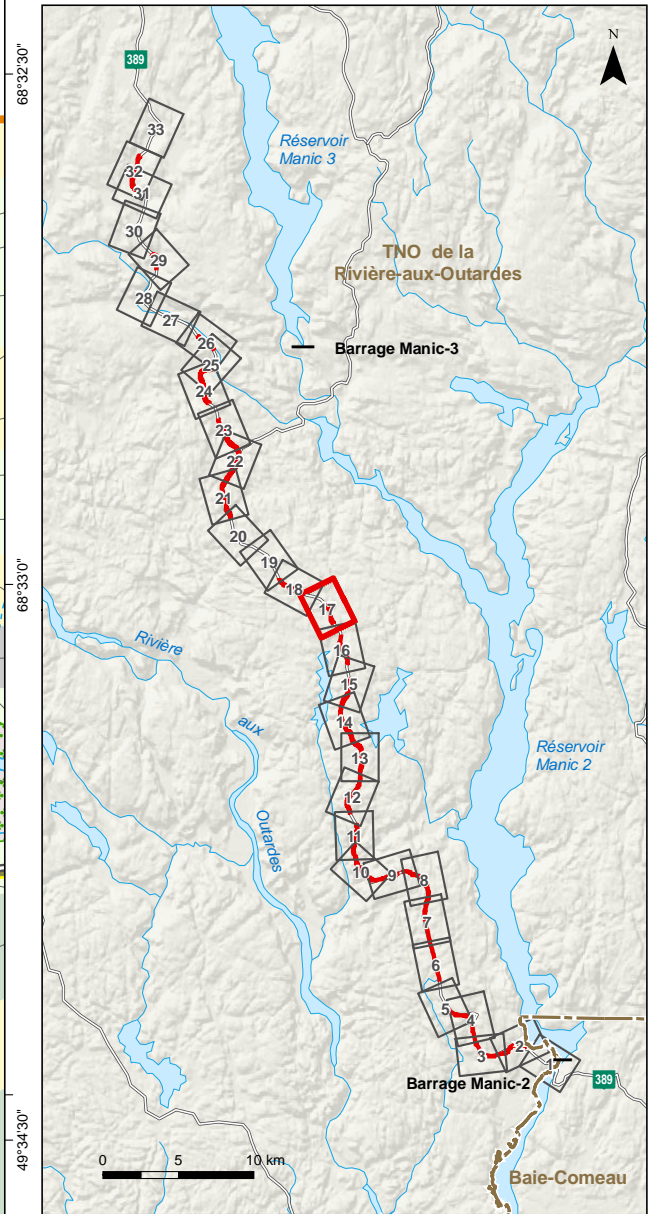 68°32'30"
389
N
33
Réservoir
Manic 3
32
31
30
TNO de la
Rivière-aux-Outardes
29
28
27
26
Barrage Manic-3
25
24
23
22
21
20
19
18
68°33'0"
17
Rivière
16
15
14
aux
Réservoir
Manic 2
13
12
Outardes
11
10
9
8
7
6
5
4
2
3
1
389
Barrage Manic-2
49°34'30"
0 5 10 km
Baie-Comeau